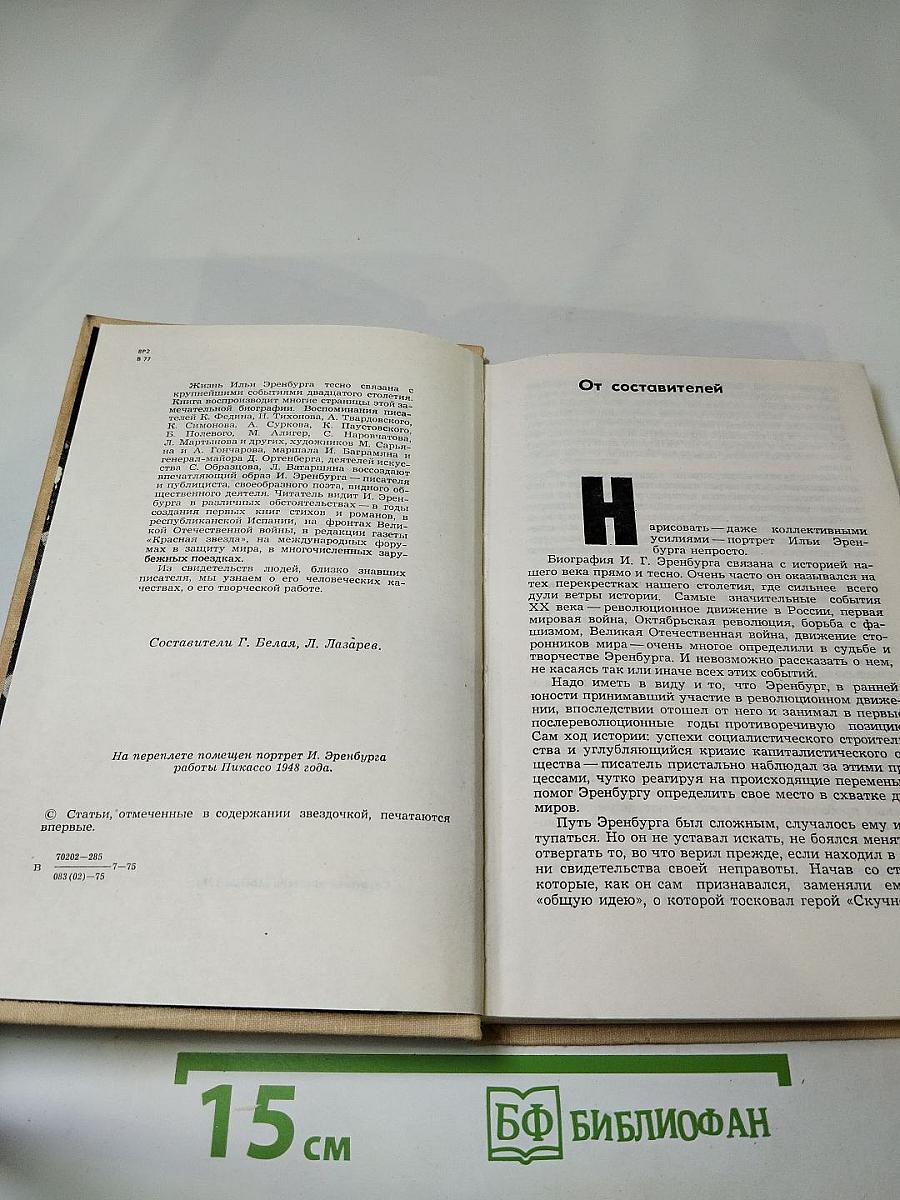 8Р2
В 77
Жизнь Ильи Эренбурга тесно связана с
крупнейшими событиями двадцатого столетия.
Книга воспроизводит многие страницы этой за-
мечательной биографии. Воспоминания писа-
телей К. Федина, Н. Тихонова, А. Твардовского,
К. Симонова, А. Суркова, К. Паустовского,
Б. Полевого, М. Алигер, С. Наровчатова,
Л. Мартынова и других, художников М. Сарья-
на и А. Гончарова, маршала И. Баграмяна и
генерал-майора Д. Ортенберга, деятелей искус-
ства С. Образцова, Л. Вагаршяна воссоздают
впечатляющий образ И. Эренбурга — писателя
и публициста, своеобразного поэта, видного об-
щественного деятеля. Читатель видит И. Эрен-
бурга в различных обстоятельствах — в годы
создания первых книг стихов и романов, в
республиканской Испании, на фронтах Вели-
кой Отечественной войны, в редакции газеты
«Красная звезда», на международных фору-
мах в защиту мира, в многочисленных зару-
бежных поездках.
Из свидетельств людей, близко знавших
писателя, мы узнаем о его человеческих ка-
чествах, о его творческой работе.
Составители Г. Белая, Л. Лазарев.
На переплете помещен портрет И. Эренбурга
работы Пикассо 1948 года.
© Статьи, отмеченные в содержании звездочкой, печатаются
впервые.
70202—285
В 7—75
083(02)—75
От составителей
Нарисовать — даже коллективными
усилиями — портрет Ильи Эрен-
бурга непросто.
Биография И. Г. Эренбурга связана с историей на-
шего века прямо и тесно. Очень часто он оказывался на
тех перекрестках нашего столетия, где сильнее всего
дули ветры истории. Самые значительные события
XX века — революционное движение в России, первая
мировая война, Октябрьская революция, борьба с фа-
шизмом, Великая Отечественная война, движение сто-
ронников мира — очень многое определили в судьбе и
творчестве Эренбурга. И невозможно рассказать о нем,
не касаясь так или иначе всех этих событий.
Надо иметь в виду и то, что Эренбург, в ранней
юности принимавший участие в революционном движе-
нии, впоследствии отошел от него и занимал в первые
послереволюционные годы противоречивую позицию
Сам ход истории: успехи социалистического строитель
ства и углубляющийся кризис капиталистического о
щества — писатель пристально наблюдал за этими пр
цессами, чутко реагируя на происходящие перемены
помог Эренбургу определить свое место в схватке д
миров.
Путь Эренбурга был сложным, случалось ему и
тупаться. Но он не уставал искать, не боялся менят
отвергать то, во что верил прежде, если находил в
ни свидетельства своей неправоты. Начав со ст
которые, как он сам признавался, заменяли ем
«общую идею», о которой тосковал герой «Скучн
15 см
БФ БИБЛИОФАН